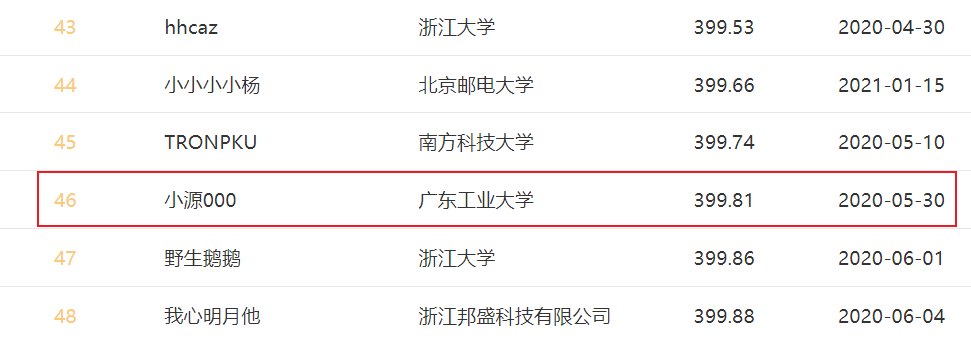 43 hhcaz 浙江大学 399.53 2020-04-30
44 小小小小杨 北京邮电大学 399.66 2021-01-15
45 TRONPKU 南方科技大学 399.74 2020-05-10
46 小源000 广东工业大学 399.81 2020-05-30
47 野生鹅鹅 浙江大学 399.86 2020-06-01
48 我心明月他 浙江邦盛科技有限公司 399.88 2020-06-04